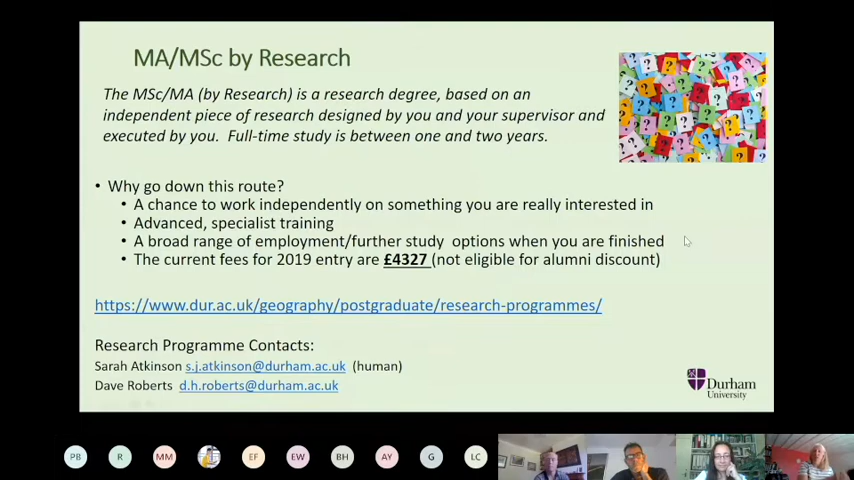 MA/MSc by Research
The MSc/MA (by Research) is a research degree, based on an
independent piece of research designed by you and your supervisor and
executed by you. Full-time study is between one and two years.
• Why go down this route?
• A chance to work independently on something you are really interested in
• Advanced, specialist training
• A broad range of employment/further study options when you are finished
• The current fees for 2019 entry are £4327 (not eligible for alumni discount)
https://www.dur.ac.uk/geography/postgraduate/research-programmes/
Research Programme Contacts:
Sarah Atkinson s.j.atkinson@durham.ac.uk (human)
Dave Roberts d.h.roberts@durham.ac.uk
Durham
University
PB R MM EF EW BH AY G LC